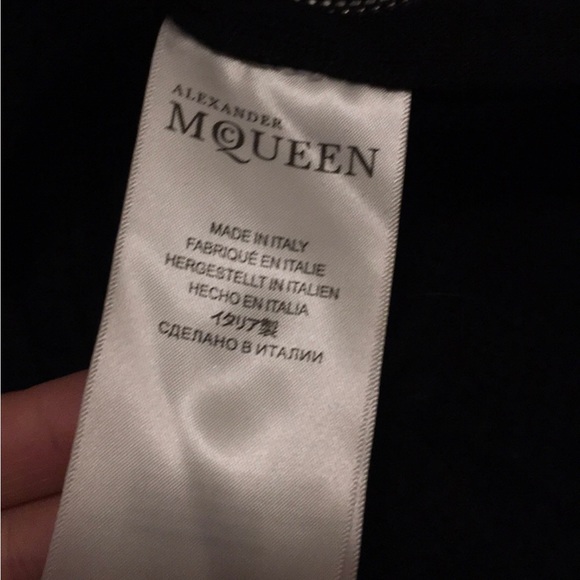 ALEXANDER
MCQUEEN
MADE IN ITALY
FABRIQUÉ EN ITALIE
HERGESTELLT IN ITALIEN
HECHO EN ITALIA
イタリア製
СДЕЛАНО В ИТАЛИИ